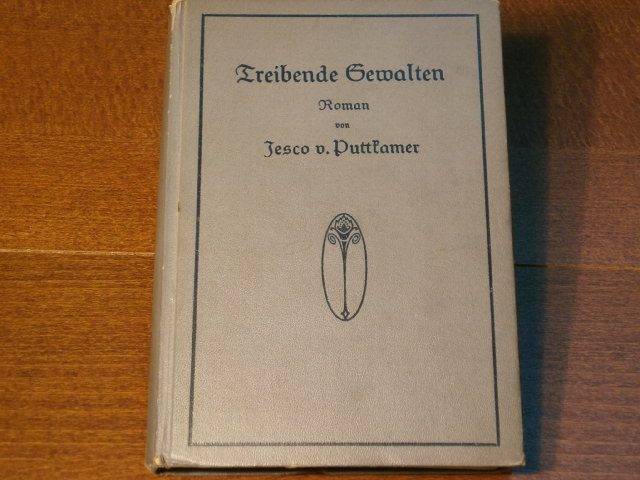 Treibende Gewalten
Roman
von
Jesco v. Puttkamer